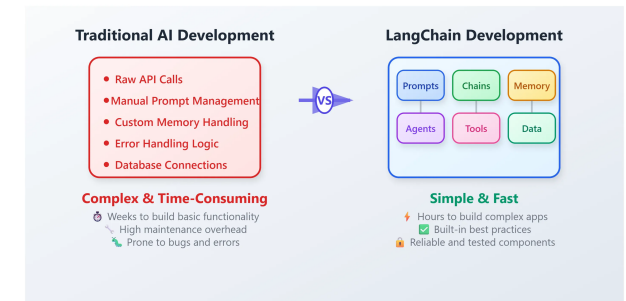 Traditional AI Development
Raw API Calls
Manual Prompt Management
Custom Memory Handling
Error Handling Logic
Database Connections
Complex & Time-Consuming
Weeks to build basic functionality
High maintenance overhead
Prone to bugs and errors
VS
LangChain Development
Prompts
Chains
Memory
Agents
Tools
Data
Simple & Fast
Hours to build complex apps
Built-in best practices
Reliable and tested components